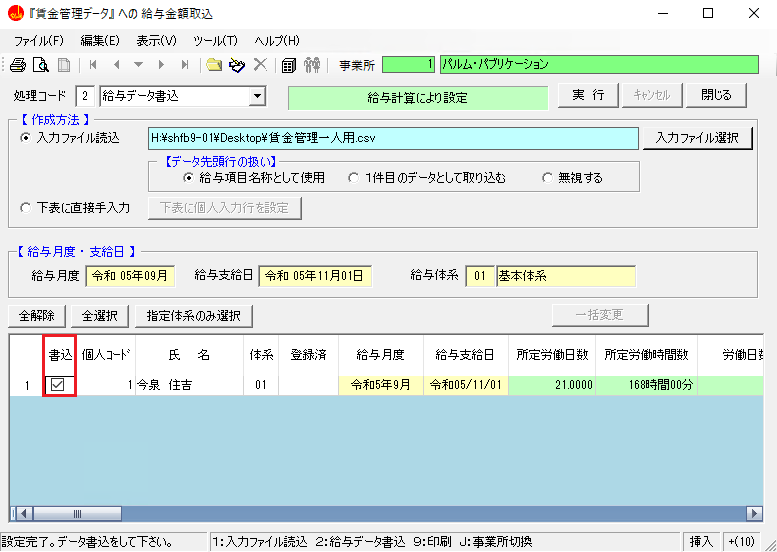 『賃金管理データ』への 給与金額取込
ファイル(F) 編集(E) 表示(V) ツール(T) ヘルプ(H)
事業所 1 パルム・パブリケーション
処理コード 2 給与データ書込 給与計算により設定 実 行 キャンセル 閉じる
【 作成方法 】
入力ファイル読込 H:¥shfb9-01¥Desktop¥賃金管理一人用.csv 入力ファイル選択
【データ先頭行の扱い】
給与項目名称として使用 1件目のデータとして取り込む 無視する
下表に直接手入力 下表に個人入力行を設定
【 給与月度・支給日 】
給与月度 令和 05年09月 給与支給日 令和 05年11月01日 給与体系 01 基本体系
全解除 全選択 指定体系のみ選択 一括変更
書込 個人コード 氏 名 体系 登録済 給与月度 給与支給日 所定労働日数 所定労働時間数 労働日数
1 1 今泉 住吉 01 令和5年9月 令和05/11/01 21.0000 168時間00分
設定完了。データ書込をして下さい。 1:入力ファイル読込 2:給与データ書込 9:印刷 J:事業所切換 挿入 +(10)